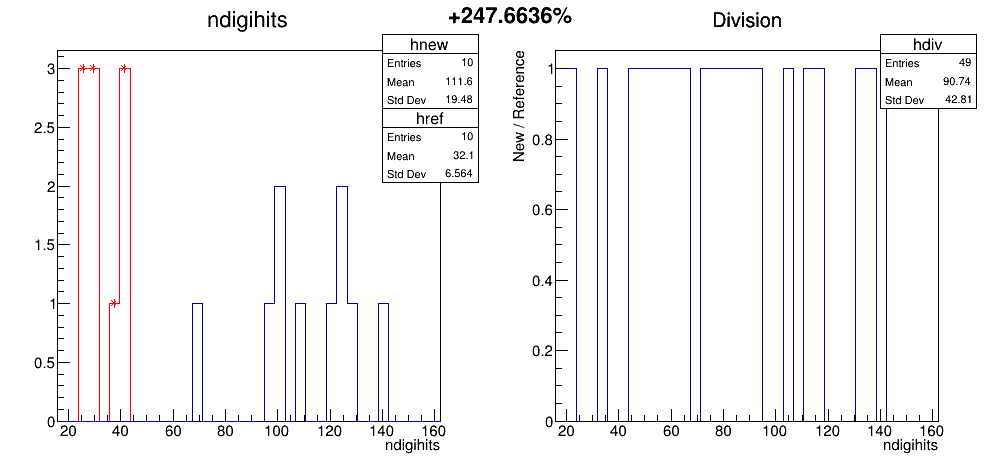 +247.6636%
ndigihits
hnew
Entries 10
Mean 111.6
Std Dev 19.48
href
Entries 10
Mean 32.1
Std Dev 6.564
3
2.5
2
1.5
1
0.5
0
20 40 60 80 100 120 140 160
ndigihits
Division
hdiv
Entries 49
Mean 90.74
Std Dev 42.81
New / Reference
1
0.8
0.6
0.4
0.2
0
20 40 60 80 100 120 140 160
ndigihits